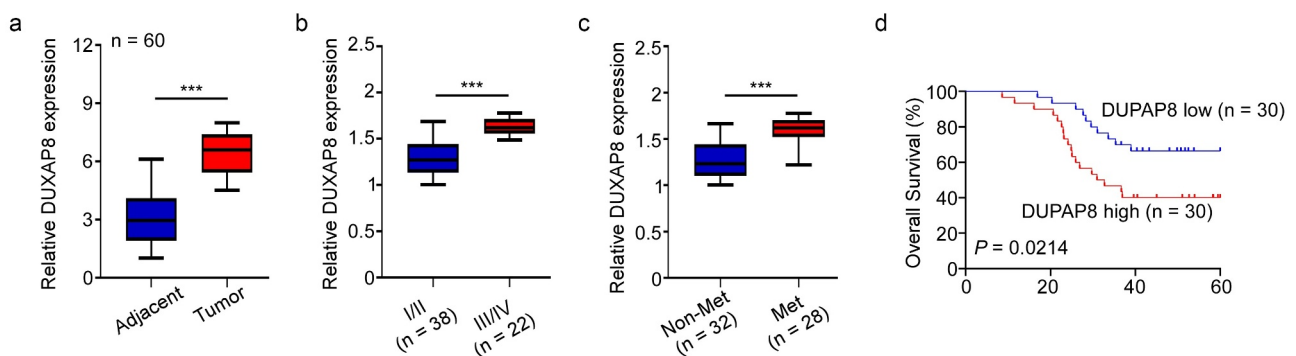 a
n = 60
Relative DUXAP8 expression
12
9
6
3
0
***
Adjacent
Tumor
b
Relative DUXAP8 expression
2.5
2
1.5
1
0.5
0
***
I/II
(n = 38)
III/IV
(n = 22)
c
Relative DUXAP8 expression
2.5
2
1.5
1
0.5
0
***
Non-Met
(n = 32)
Met
(n = 28)
d
Overall Survival (%)
100
80
60
40
20
0
DUPAP8 low (n = 30)
DUPAP8 high (n = 30)
P = 0.0214
0
20
40
60